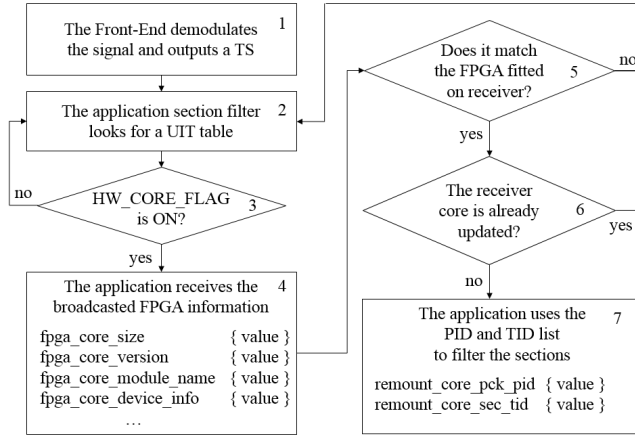 The Front-End demodulates
the signal and outputs a TS
1
The application section filter
looks for a UIT table
2
HW_CORE_FLAG
is ON?
3
no
yes
The application receives the
broadcasted FPGA information
4
fpga_core_size { value }
fpga_core_version { value }
fpga_core_module_name { value }
fpga_core_device_info { value }
…
Does it match
the FPGA fitted
on receiver?
5
no
yes
The receiver
core is already
updated?
6
yes
no
The application uses the
PID and TID list
to filter the sections
7
remount_core_pck_pid { value }
remount_core_sec_tid { value }